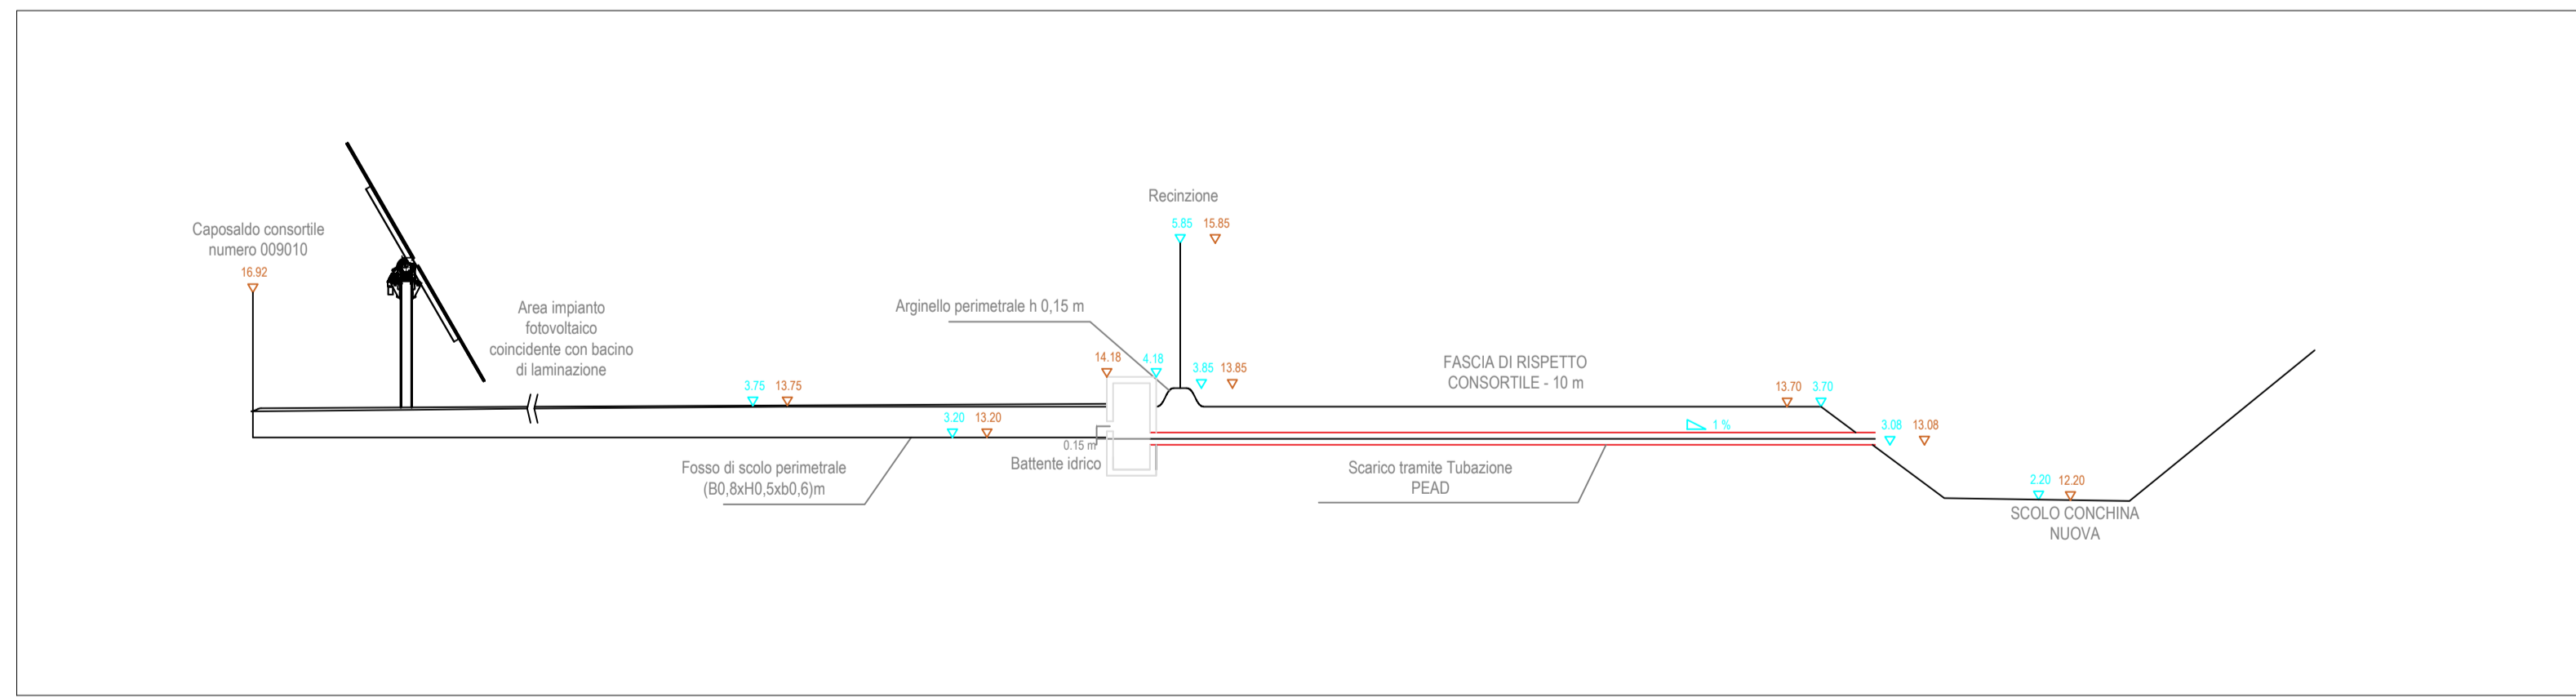 Recinzione
5.85 15.85
Caposaldo consortile
numero 009010
16.92
Area impianto
fotovoltaico
coincidente con bacino
di laminazione
Arginello perimetrale h 0,15 m
14.18 4.18
3.85 13.85
FASCIA DI RISPETTO
CONSORTILE - 10 m
3.75 13.75
13.70 3.70
3.20 13.20
1 %
3.08 13.08
0.15 m
Battente idrico
Fosso di scolo perimetrale
(B0,8xH0,5xb0,6)m
Scarico tramite Tubazione
PEAD
2.20 12.20
SCOLO CONCHINA
NUOVA